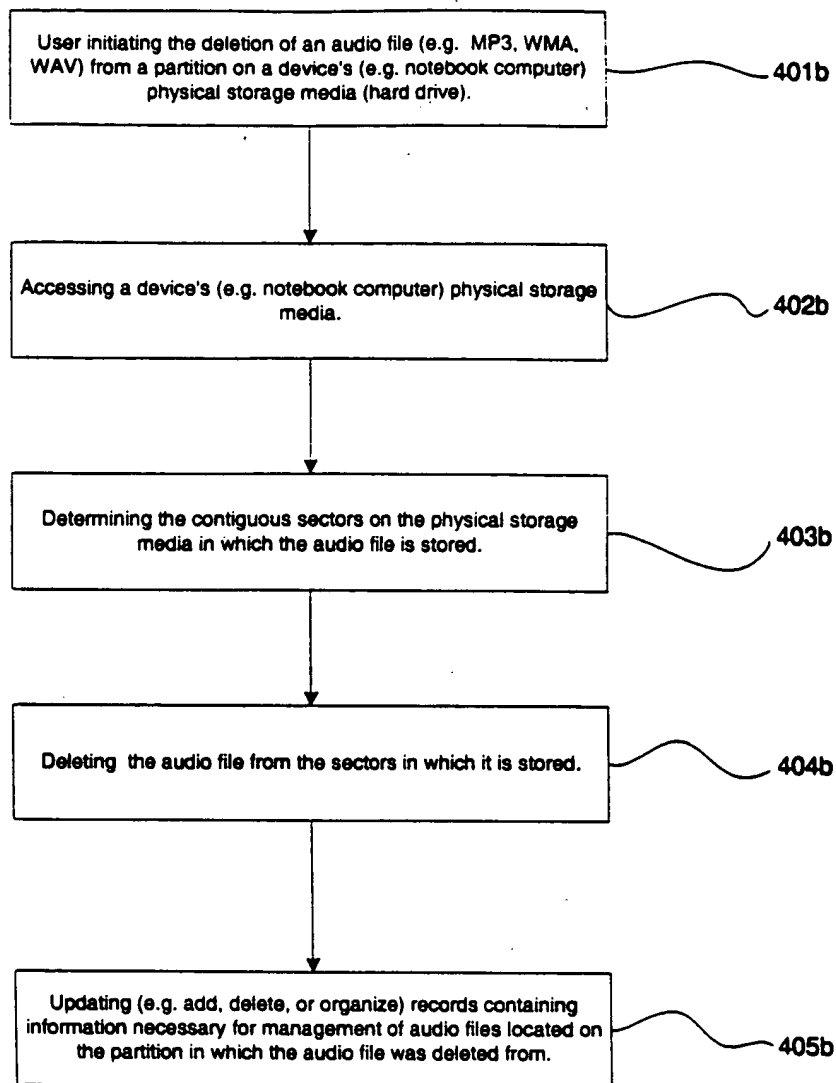 User initiating the deletion of an audio file (e.g. MP3, WMA,
WAV) from a partition on a device's (e.g. notebook computer)
physical storage media (hard drive).
401b
Accessing a device's (e.g. notebook computer) physical storage
media.
402b
Determining the contiguous sectors on the physical storage
media in which the audio file is stored.
403b
Deleting the audio file from the sectors in which it is stored.
404b
Updating (e.g. add, delete, or organize) records containing
information necessary for management of audio files located on
the partition in which the audio file was deleted from.
405b